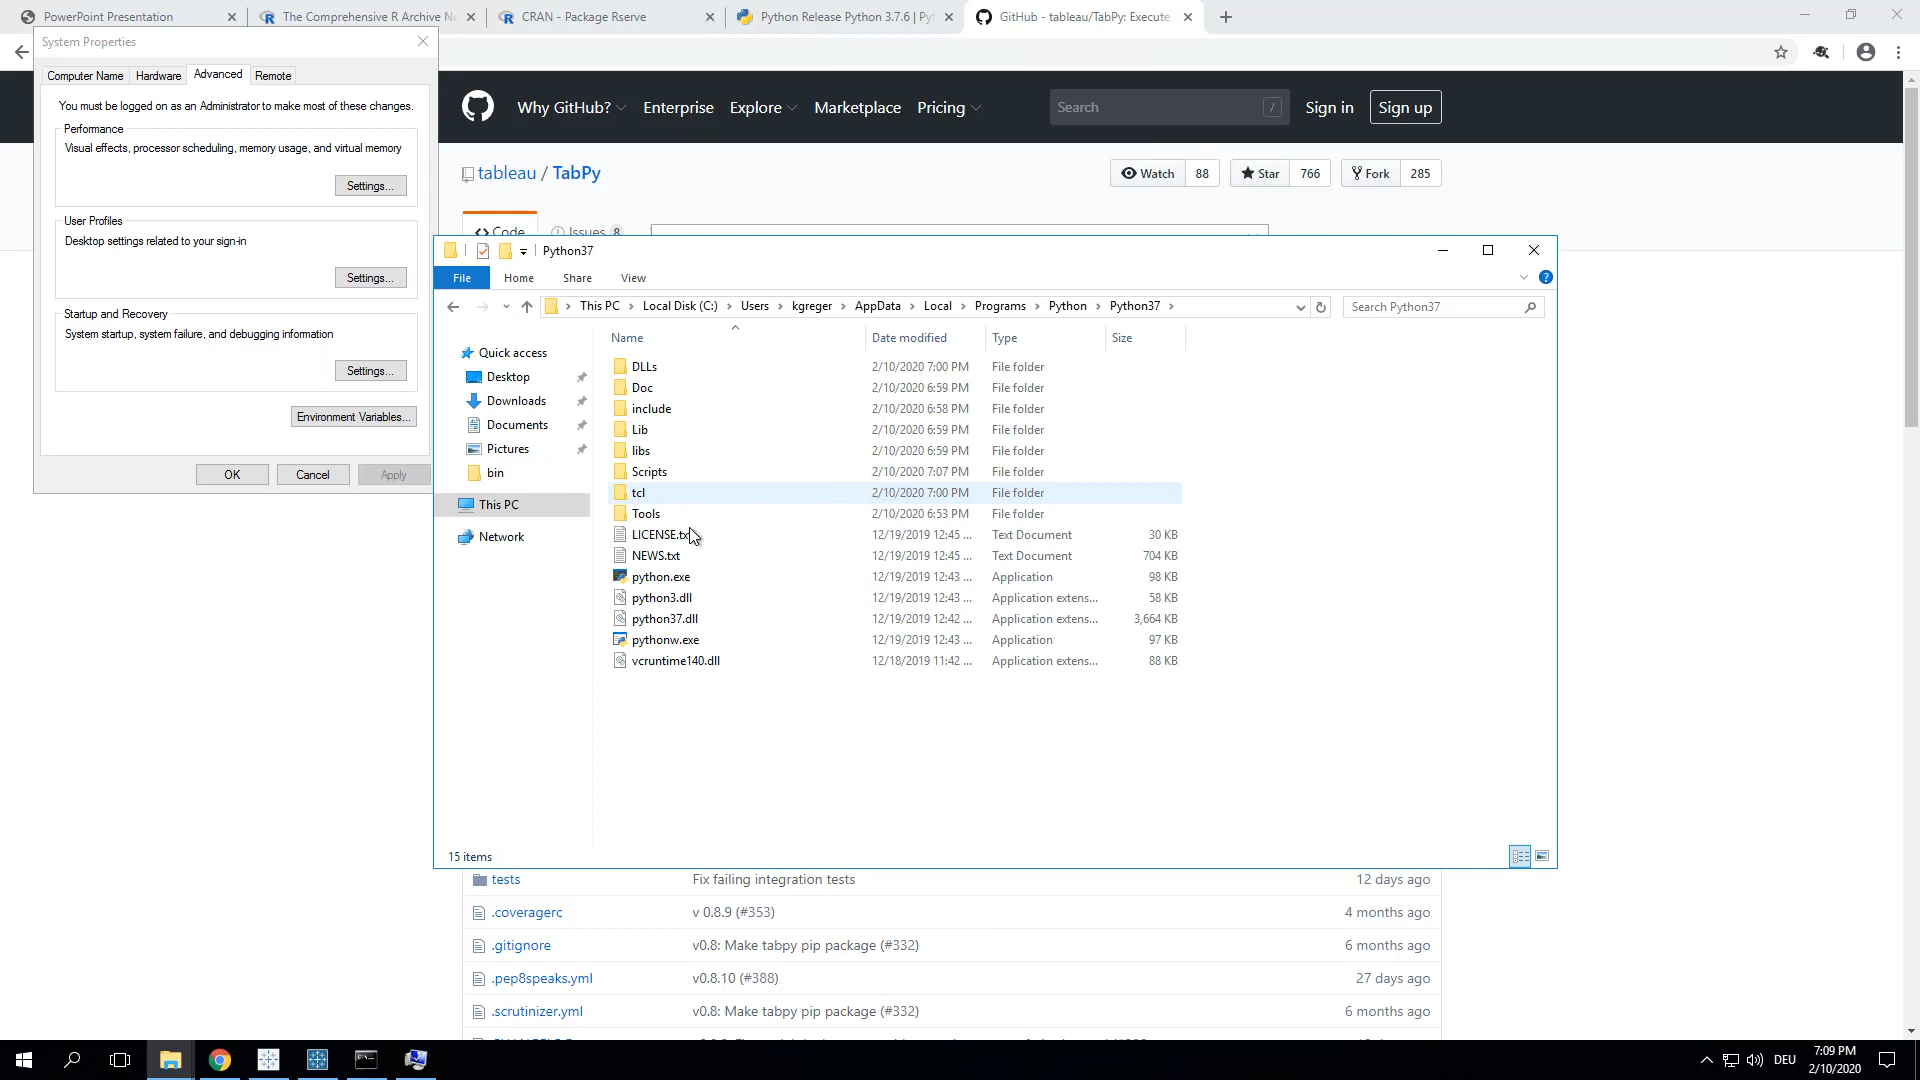 PowerPoint Presentation
The Comprehensive R Archive Ne
CRAN - Package Rserve
Python Release Python 3.7.6 | Pyt
GitHub - tableau/TabPy: Execute
System Properties
Computer Name
Hardware
Advanced
Remote
You must be logged on as an Administrator to make most of these changes.
Performance
Visual effects, processor scheduling, memory usage, and virtual memory
Settings...
User Profiles
Desktop settings related to your sign-in
Settings...
Startup and Recovery
System startup, system failure, and debugging information
Settings...
Environment Variables...
OK
Cancel
Apply
Why GitHub?
Enterprise
Explore
Marketplace
Pricing
Search
/
Sign in
Sign up
tableau / TabPy
Watch 88
Star 766
Fork 285
Code
Issues 8
Python37
File
Home
Share
View
This PC
Local Disk (C:)
Users
kgreger
AppData
Local
Programs
Python
Python37
Search Python37
Quick access
Desktop
Downloads
Documents
Pictures
bin
This PC
Network
Name Date modified Type Size
DLLs 2/10/2020 7:00 PM File folder
Doc 2/10/2020 6:59 PM File folder
include 2/10/2020 6:58 PM File folder
Lib 2/10/2020 6:59 PM File folder
libs 2/10/2020 6:59 PM File folder
Scripts 2/10/2020 7:07 PM File folder
tcl 2/10/2020 7:00 PM File folder
Tools 2/10/2020 6:53 PM File folder
LICENSE.txt 12/19/2019 12:45 ... Text Document 30 KB
NEWS.txt 12/19/2019 12:45 ... Text Document 704 KB
python.exe 12/19/2019 12:43 ... Application 98 KB
python3.dll 12/19/2019 12:43 ... Application extens... 58 KB
python37.dll 12/19/2019 12:42 ... Application extens... 3,664 KB
pythonw.exe 12/19/2019 12:43 ... Application 97 KB
vcruntime140.dll 12/18/2019 11:42 ... Application extens... 88 KB
15 items
tests Fix failing integration tests 12 days ago
.coveragerc v 0.8.9 (#353) 4 months ago
.gitignore v0.8: Make tabpy pip package (#332) 6 months ago
.pep8speaks.yml v0.8.10 (#388) 27 days ago
.scrutinizer.yml v0.8: Make tabpy pip package (#332) 6 months ago
DEU
7:09 PM
2/10/2020